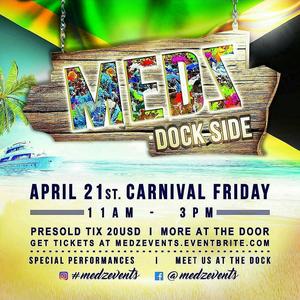 MEDZ
DOCK SIDE
APRIL 21ST. CARNIVAL FRIDAY
11AM - 3PM
PRESOLD TIX 20USD | MORE AT THE DOOR
GET TICKETS AT MEDZEVENTS.EVENTBRITE.COM
SPECIAL PERFORMANCES | MEET US AT THE DOCK
#medzevents @medzevents